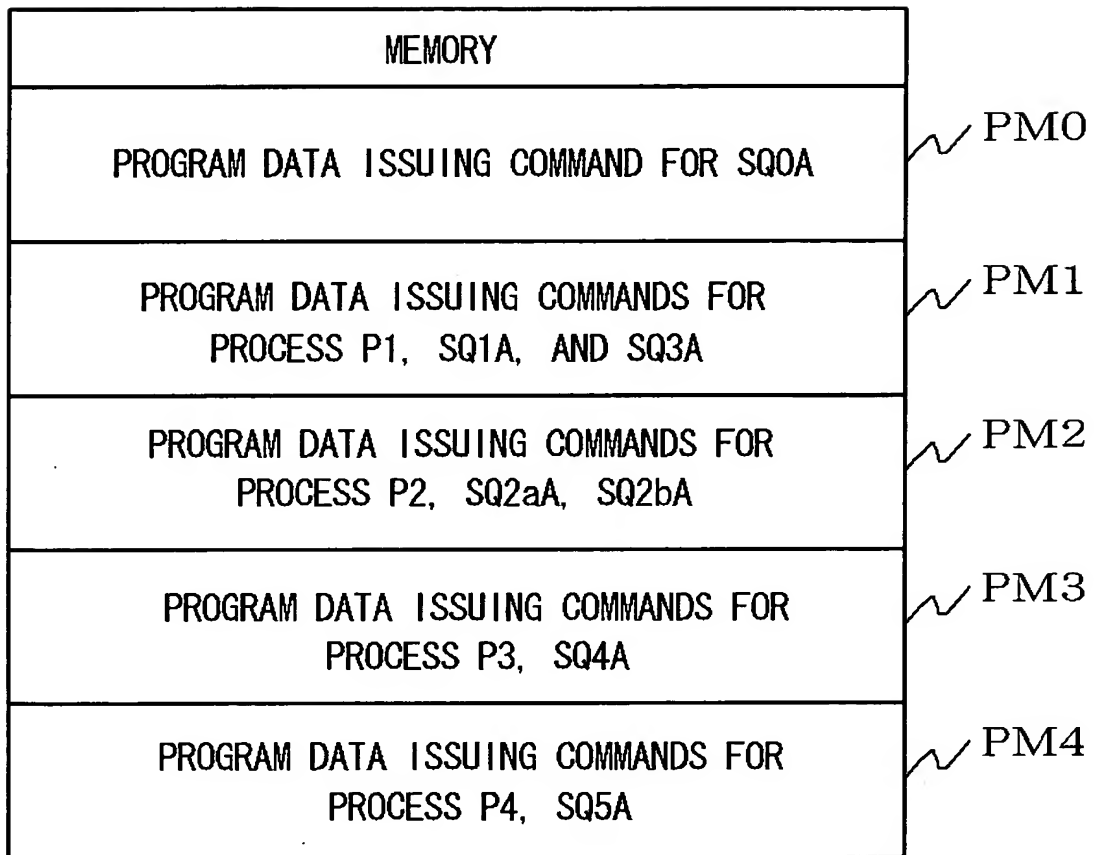 MEMORY
PROGRAM DATA ISSUING COMMAND FOR SQ0A
PM0
PROGRAM DATA ISSUING COMMANDS FOR
PROCESS P1, SQ1A, AND SQ3A
PM1
PROGRAM DATA ISSUING COMMANDS FOR
PROCESS P2, SQ2aA, SQ2bA
PM2
PROGRAM DATA ISSUING COMMANDS FOR
PROCESS P3, SQ4A
PM3
PROGRAM DATA ISSUING COMMANDS FOR
PROCESS P4, SQ5A
PM4